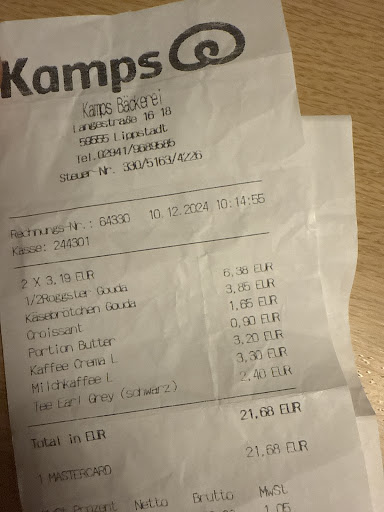 Kamps
Kamps Bäckerei
Langestraße 16-18
59555 Lippstadt
Tel.02941/9689686
Steuer-Nr. 330/5163/4226
Rechnungs-Nr.: 64330 10.12.2024 10:14:55
Kasse: 244301
2 X 3,19 EUR
1/2Roggster Gouda 6,38 EUR
Käsebrötchen Gouda 3,85 EUR
Croissant 1,65 EUR
Portion Butter 0,90 EUR
Kaffee Crema L 3,20 EUR
Milchkaffee L 3,30 EUR
Tee Earl Grey (schwarz) 2,40 EUR
Total in EUR 21,68 EUR
1 MASTERCARD 21,68 EUR
Netto Brutto MwSt
1,05